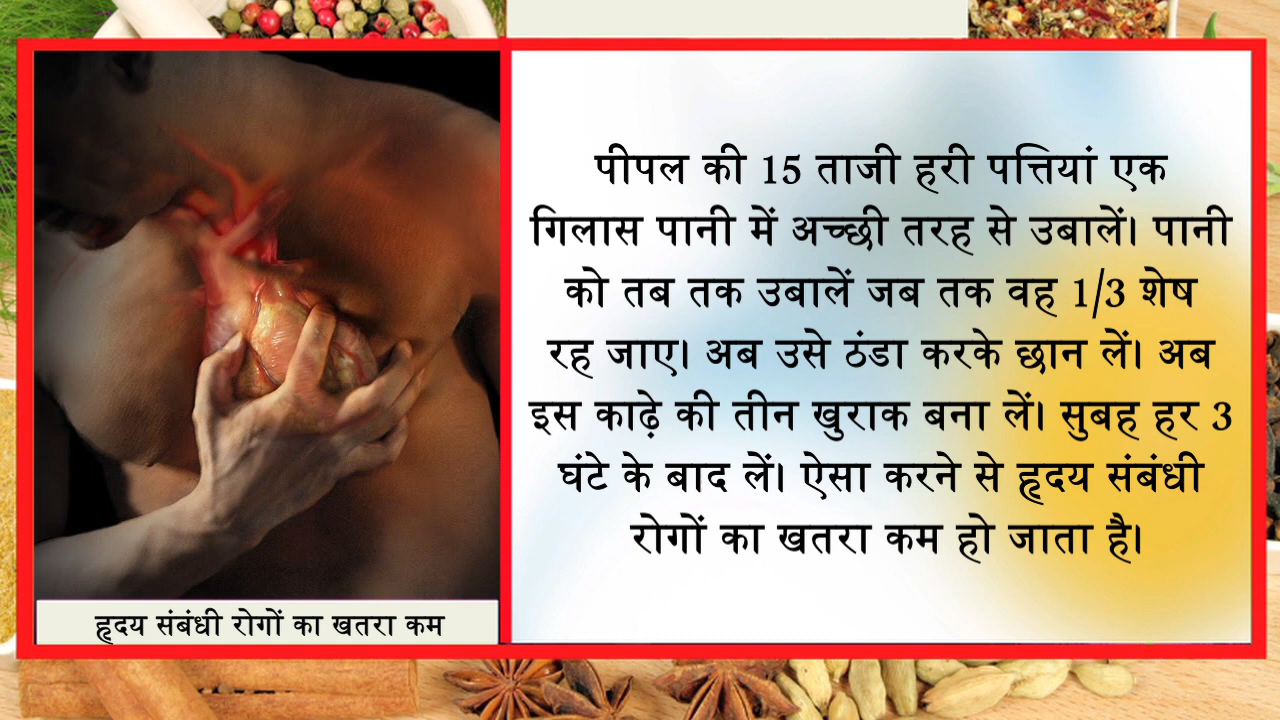 पीपल की 15 ताजी हरी पत्तियां एक
गिलास पानी में अच्छी तरह से उबालें। पानी
को तब तक उबालें जब तक वह 1/3 शेष
रह जाए। अब उसे ठंडा करके छान लें। अब
इस काढ़े की तीन खुराक बना लें। सुबह हर 3
घंटे के बाद लें। ऐसा करने से हृदय संबंधी
रोगों का खतरा कम हो जाता है।
हृदय संबंधी रोगों का खतरा कम